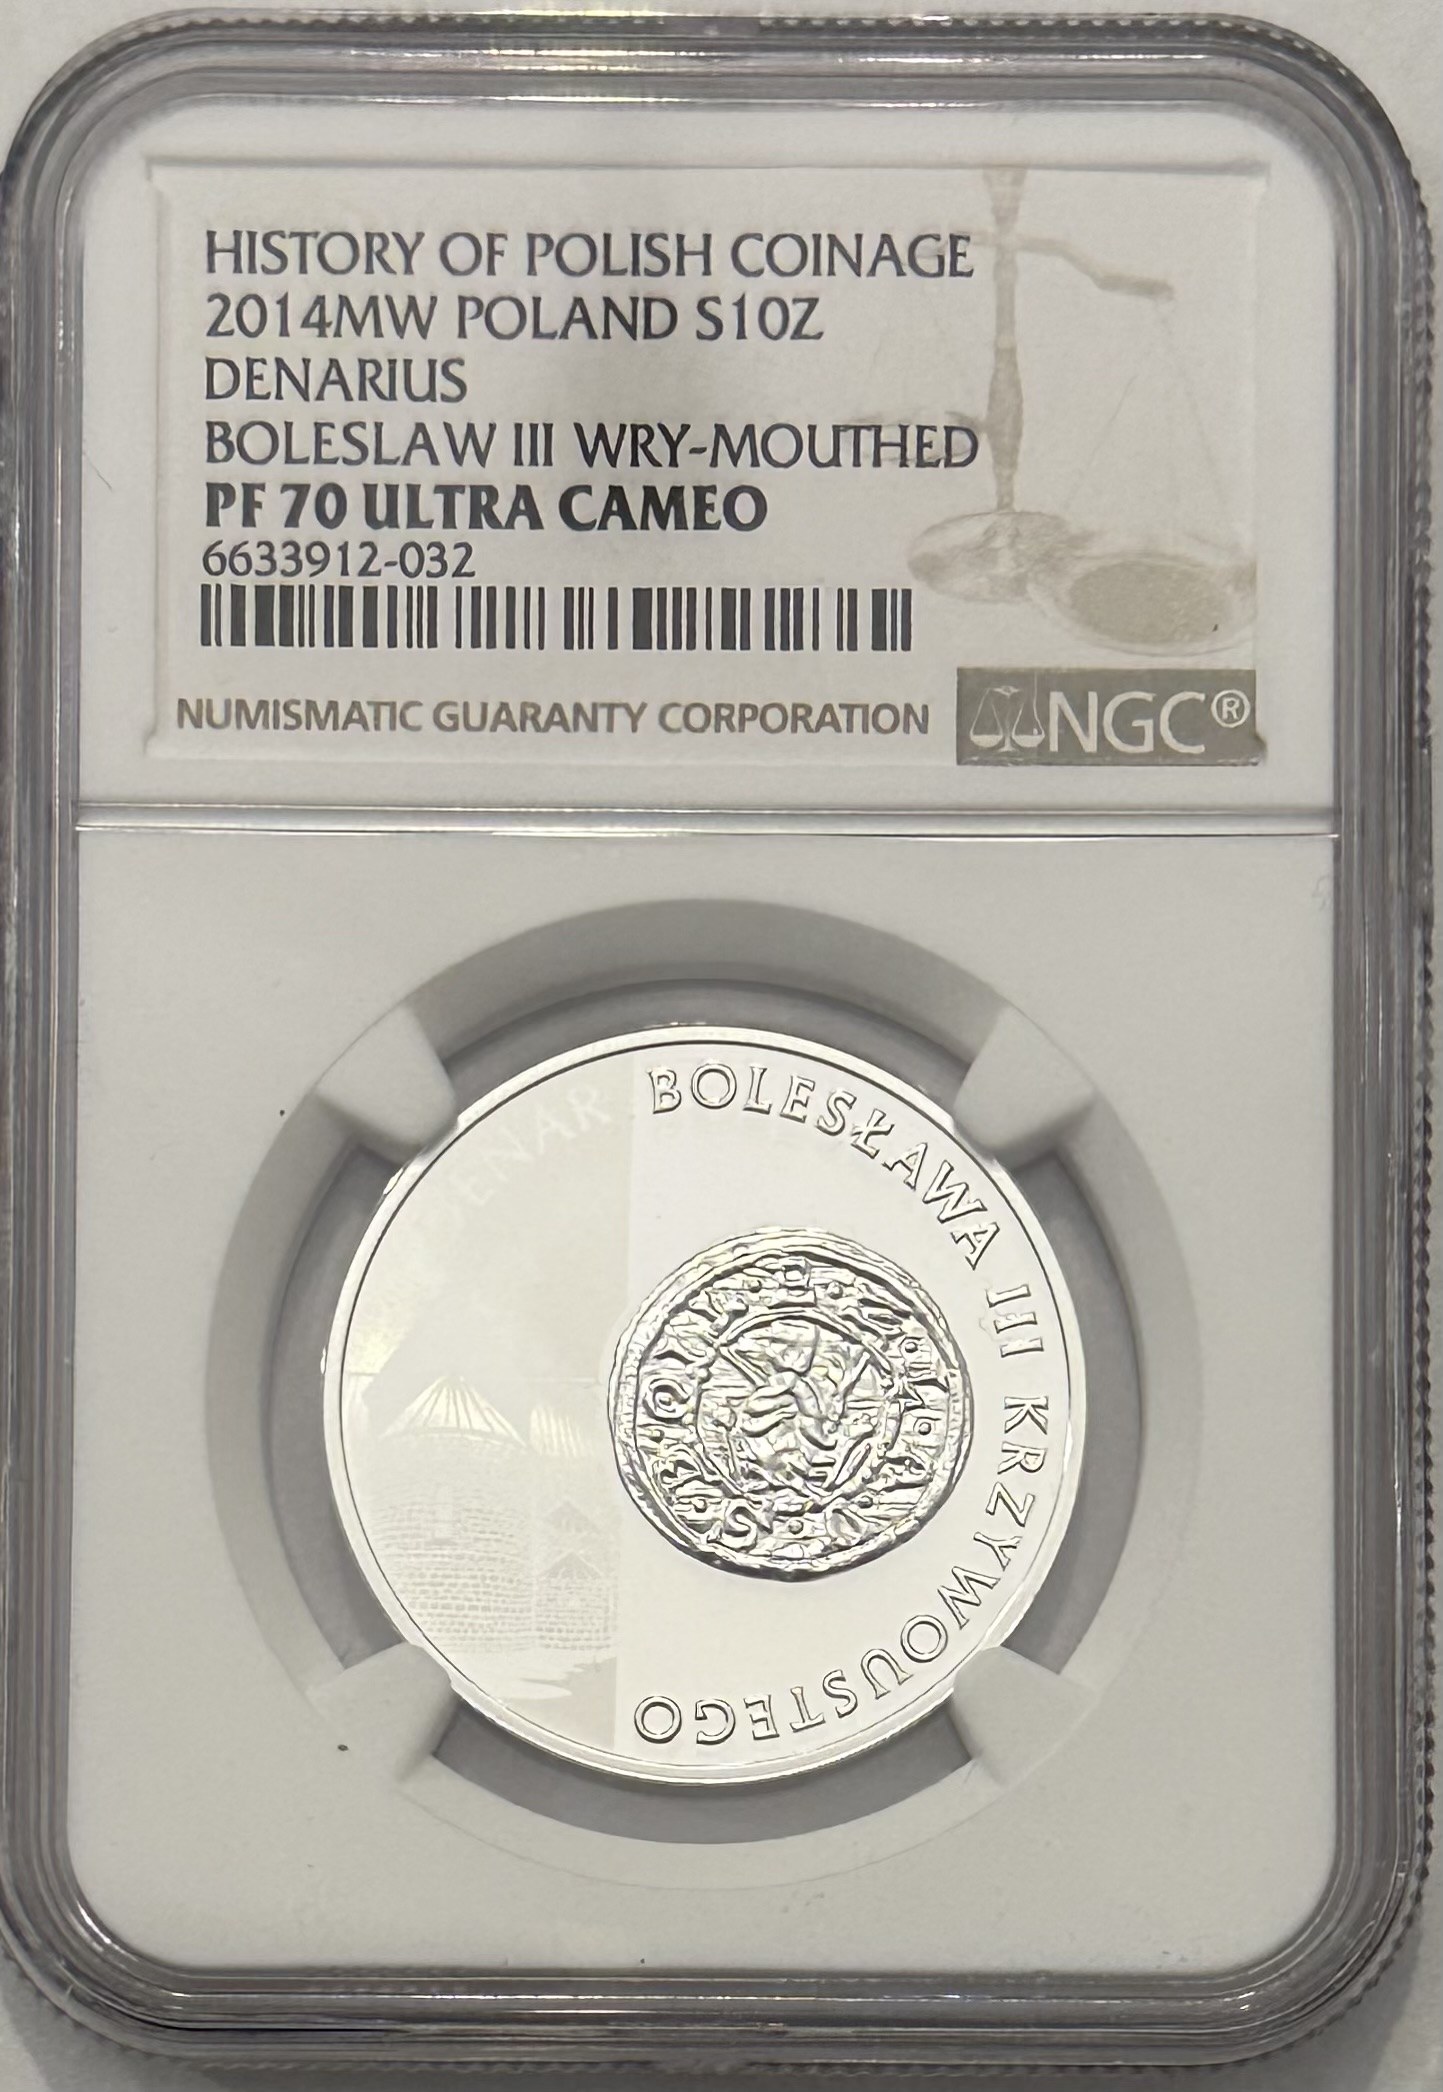 HISTORY OF POLISH COINAGE
2014MW POLAND S10Z
DENARIUS
BOLESLAW III WRY-MOUTHED
PF 70 ULTRA CAMEO
6633912-032
NUMISMATIC GUARANTY CORPORATION
NGC®
DENAR
BOLESŁAWA III KRZYWOUSTEGO